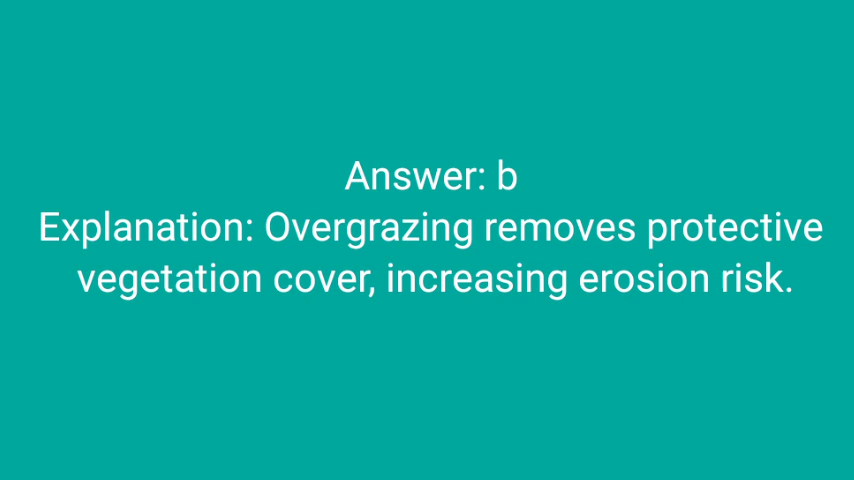 Answer: b
Explanation: Overgrazing removes protective
vegetation cover, increasing erosion risk.